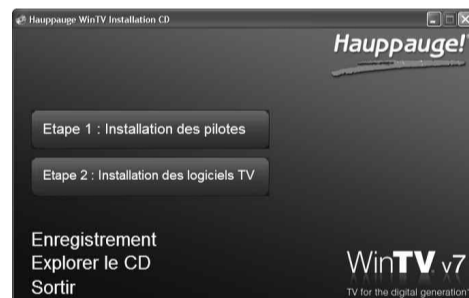 Hauppauge WinTV Installation CD
Hauppauge!
Etape 1 : Installation des pilotes
Etape 2 : Installation des logiciels TV
Enregistrement
Explorer le CD
Sortir
WinTV. v7
TV for the digital generation